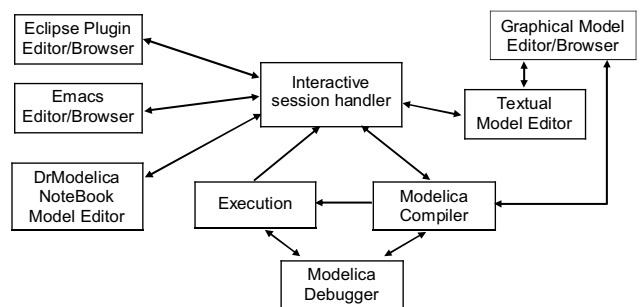 Eclipse Plugin
Editor/Browser
Graphical Model
Editor/Browser
Interactive
session handler
Emacs
Editor/Browser
Textual
Model Editor
DrModelica
NoteBook
Model Editor
Execution
Modelica
Compiler
Modelica
Debugger